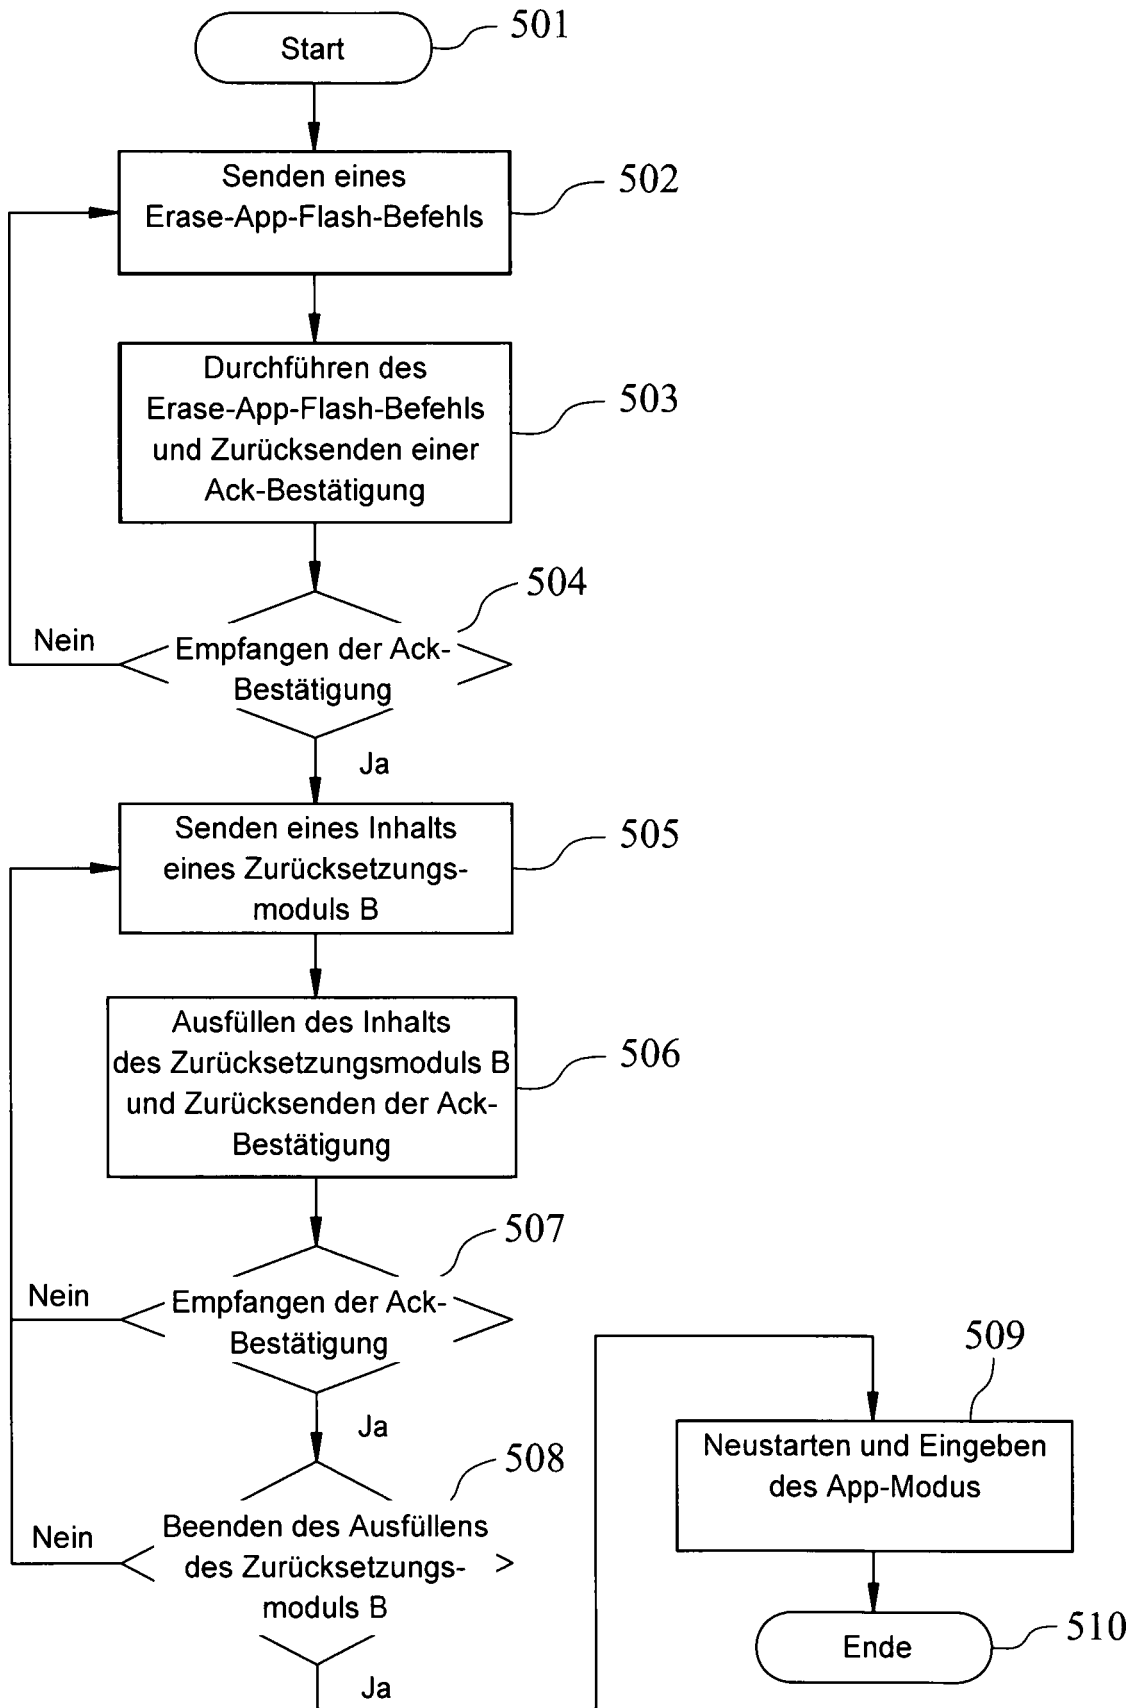 Start
501
Senden eines
Erase-App-Flash-Befehls
502
Durchführen des
Erase-App-Flash-Befehls
und Zurücksenden einer
Ack-Bestätigung
503
504
Nein
Empfangen der Ack-
Bestätigung
Ja
Senden eines Inhalts
eines Zurücksetzungs-
moduls B
505
Ausfüllen des Inhalts
des Zurücksetzungsmoduls B
und Zurücksenden der Ack-
Bestätigung
506
507
Nein
Empfangen der Ack-
Bestätigung
Ja
508
Nein
Beenden des Ausfüllens
des Zurücksetzungs-
moduls B
Ja
509
Neustarten und Eingeben
des App-Modus
Ende
510